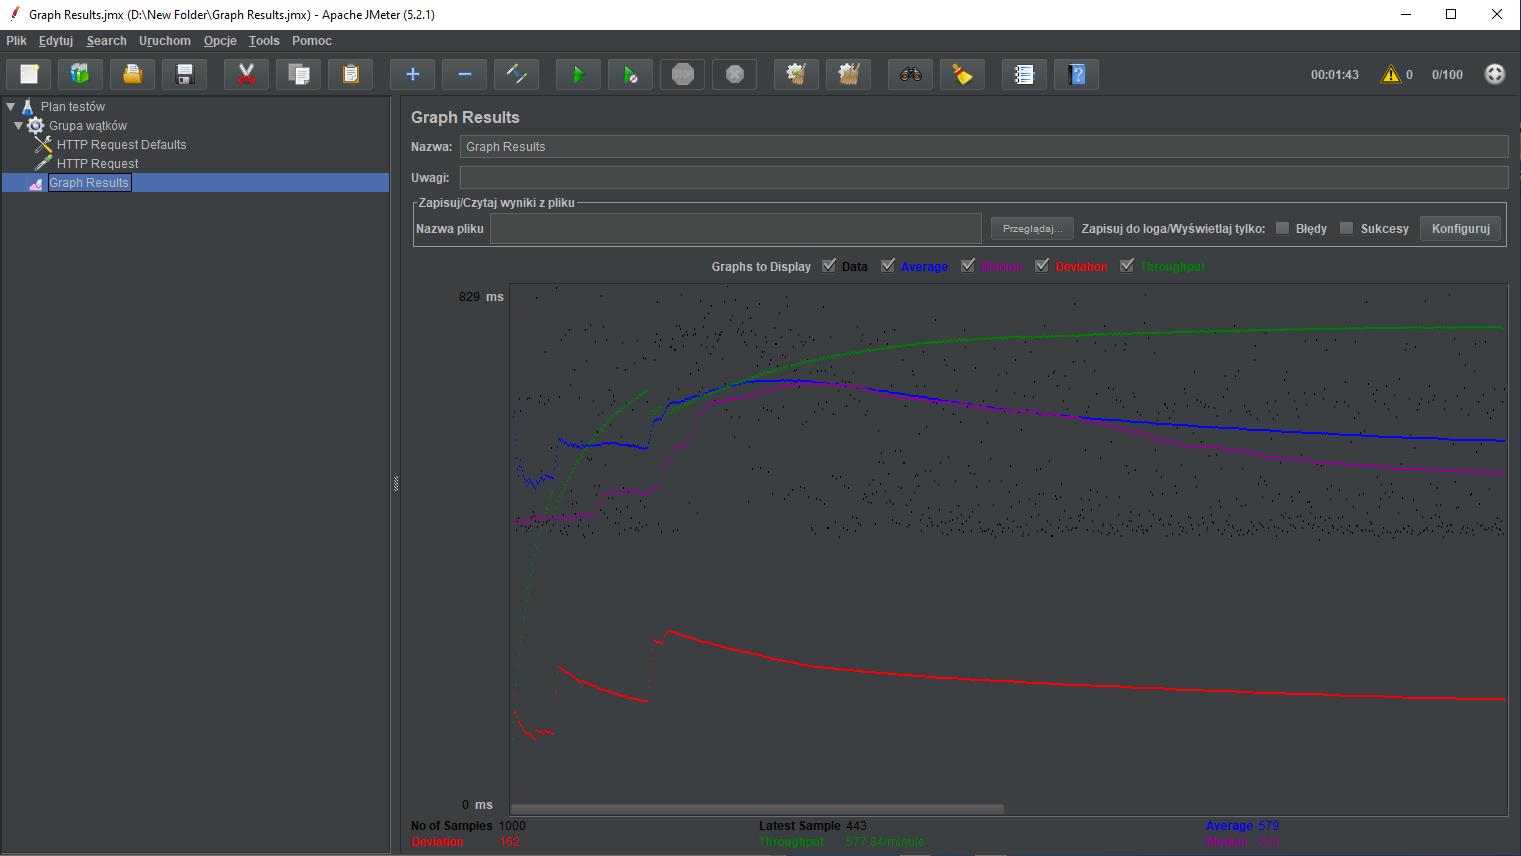 Graph Results.jmx (D:\New Folder\Graph Results.jmx) - Apache JMeter (5.2.1)
Plik Edytuj Search Uruchom Opcje Tools Pomoc
STOP 00:01:43 0 0/100
Plan testów
Grupa wątków
HTTP Request Defaults
HTTP Request
Graph Results
Graph Results
Nazwa: Graph Results
Uwagi:
Zapisuj/Czytaj wyniki z pliku
Nazwa pliku Przeglądaj... Zapisuj do loga/Wyświetlaj tylko: Błędy Sukcesy Konfiguruj
Graphs to Display Data Average Median Deviation Throughput
829 ms
0 ms
No of Samples 1000 Latest Sample 443 Average 579
Deviation 162 Throughput 577,84/minute Median 524